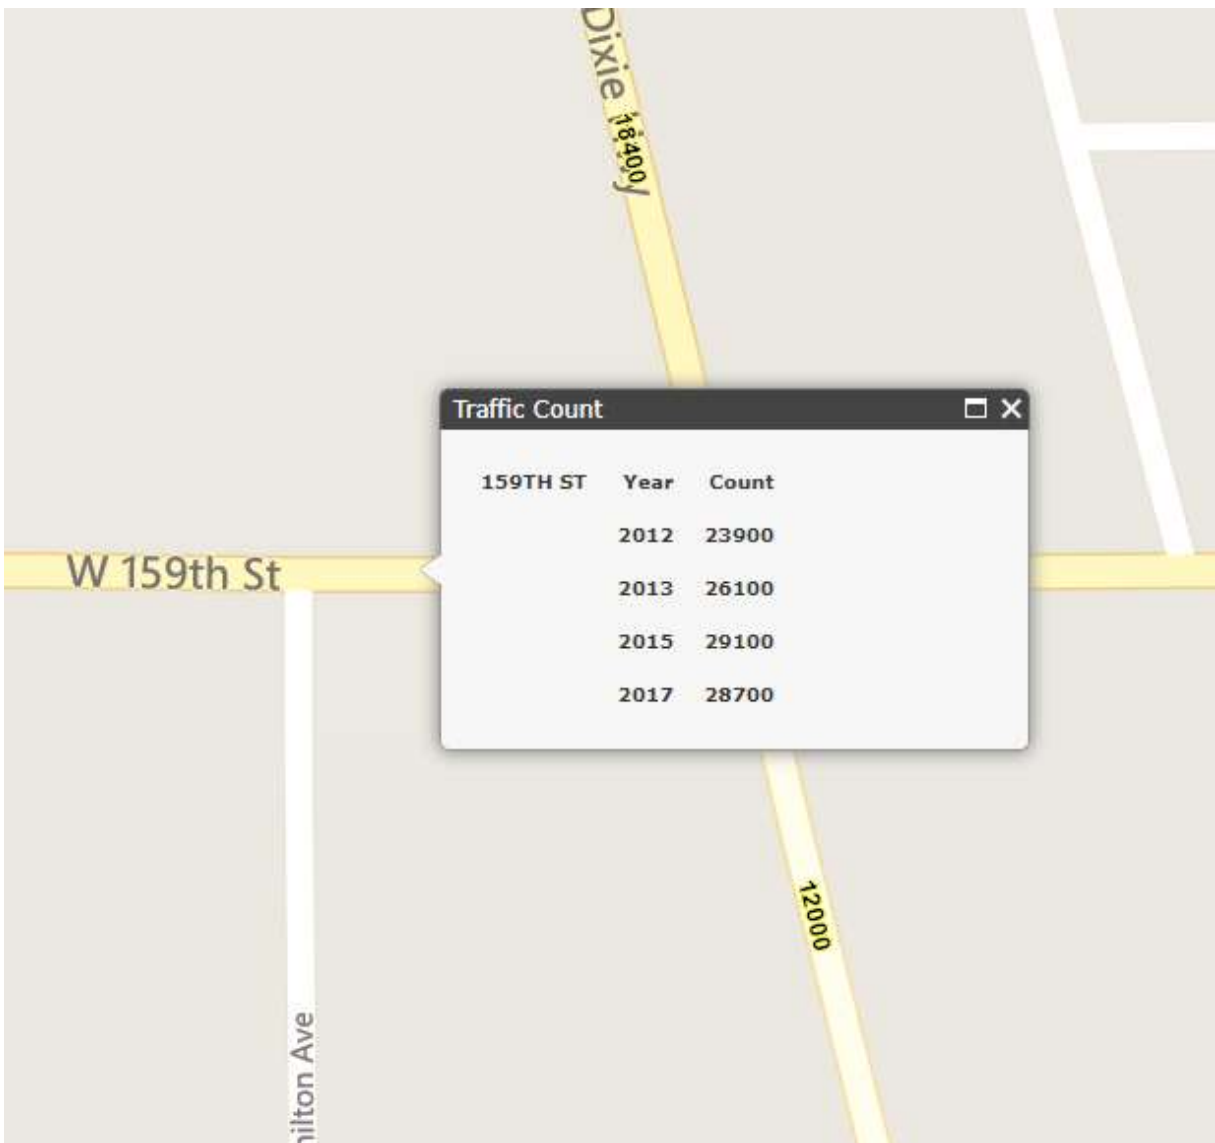 Dixie
18400
Traffic Count
159TH ST Year Count
2012 23900
2013 26100
2015 29100
2017 28700
W 159th St
12000
nilton Ave